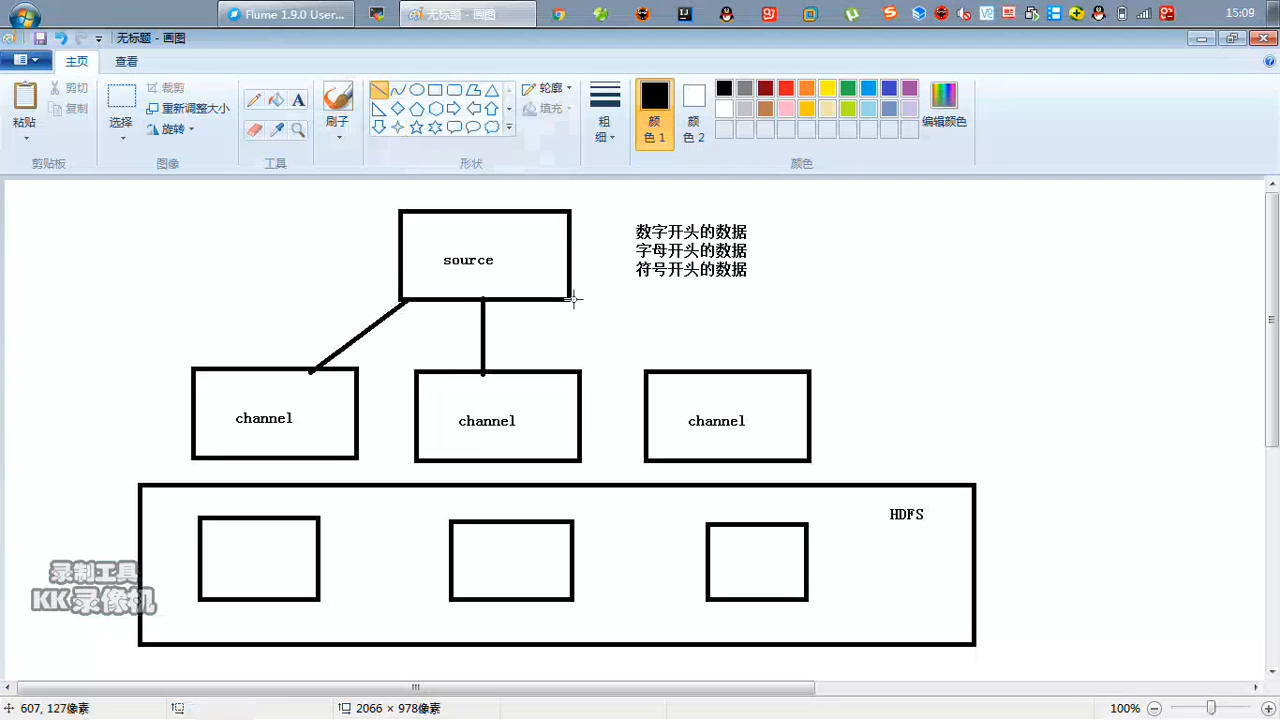 Flume 1.9.0 User...
无标题 - 画图
15:09
无标题 - 画图
主页
查看
粘贴
剪切
复制
剪贴板
选择
裁剪
重新调整大小
旋转
图像
工具
刷子
轮廓
填充
形状
粗
细
颜
色 1
颜
色 2
编辑颜色
颜色
source
数字开头的数据
字母开头的数据
符号开头的数据
channel
channel
channel
HDFS
录制工具
KK录像机
607, 127像素
2066 × 978像素
100%